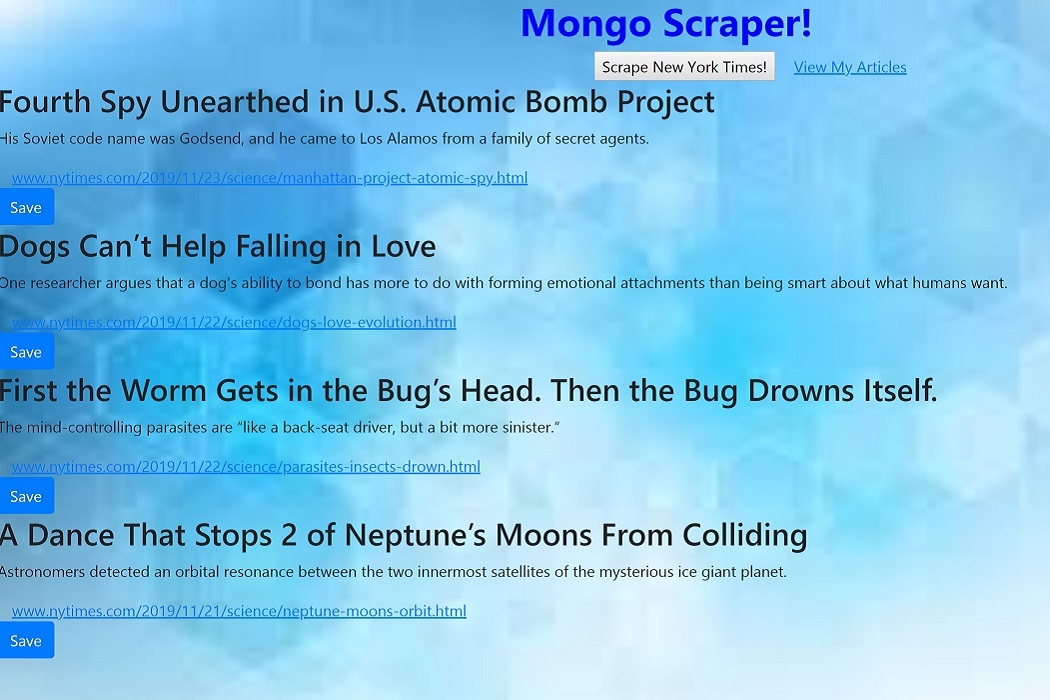 Mongo Scraper!
Scrape New York Times! View My Articles
Fourth Spy Unearthed in U.S. Atomic Bomb Project
His Soviet code name was Godsend, and he came to Los Alamos from a family of secret agents.
www.nytimes.com/2019/11/23/science/manhattan-project-atomic-spy.html
Save
Dogs Can’t Help Falling in Love
One researcher argues that a dog’s ability to bond has more to do with forming emotional attachments than being smart about what humans want.
www.nytimes.com/2019/11/22/science/dogs-love-evolution.html
Save
First the Worm Gets in the Bug’s Head. Then the Bug Drowns Itself.
The mind-controlling parasites are “like a back-seat driver, but a bit more sinister.”
www.nytimes.com/2019/11/22/science/parasites-insects-drown.html
Save
A Dance That Stops 2 of Neptune’s Moons From Colliding
Astronomers detected an orbital resonance between the two innermost satellites of the mysterious ice giant planet.
www.nytimes.com/2019/11/21/science/neptune-moons-orbit.html
Save